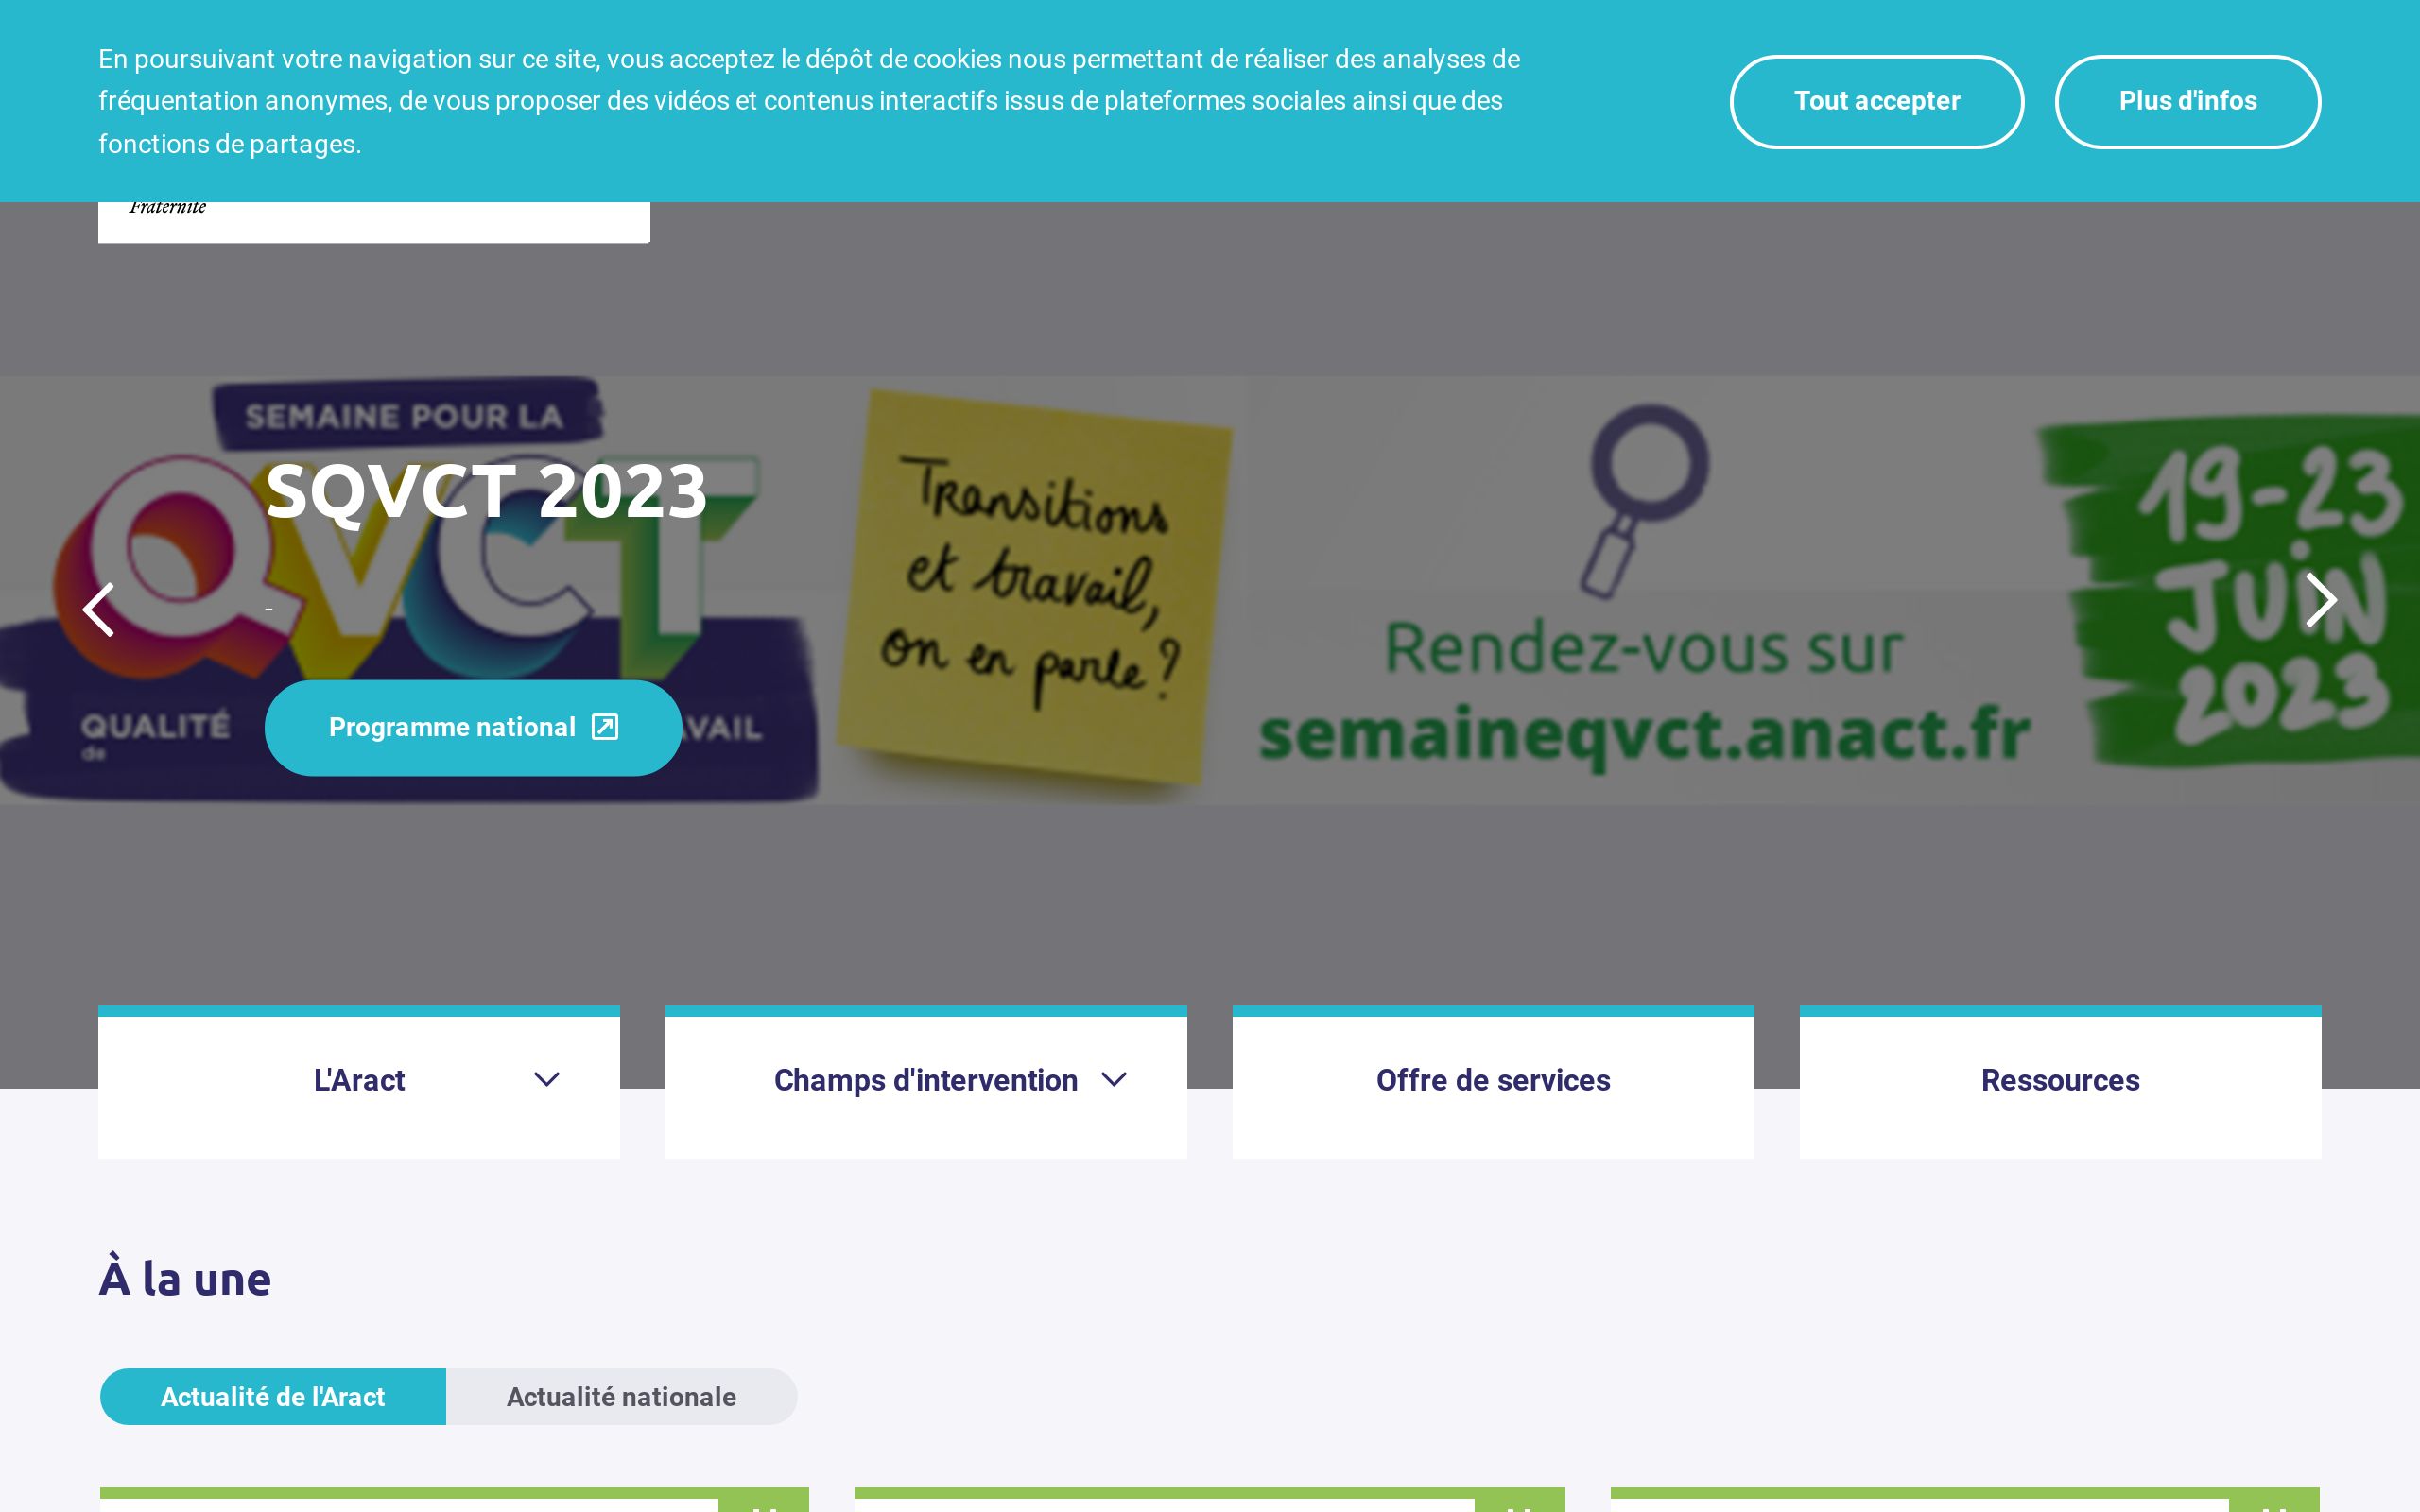 En poursuivant votre navigation sur ce site, vous acceptez le dépôt de cookies nous permettant de réaliser des analyses de
fréquentation anonymes, de vous proposer des vidéos et contenus interactifs issus de plateformes sociales ainsi que des
fonctions de partages.
Tout accepter
Plus d'infos
Fraternité
SEMAINE POUR LA
QVCT
SQVCT 2023
-
Programme national
QUALITÉ
de
AVAIL
Transitions
et travail,
on en parle ?
Rendez-vous sur
semaineqvct.anact.fr
19-23
JUIN
2023
L'Aract
Champs d'intervention
Offre de services
Ressources
À la une
Actualité de l'Aract
Actualité nationale